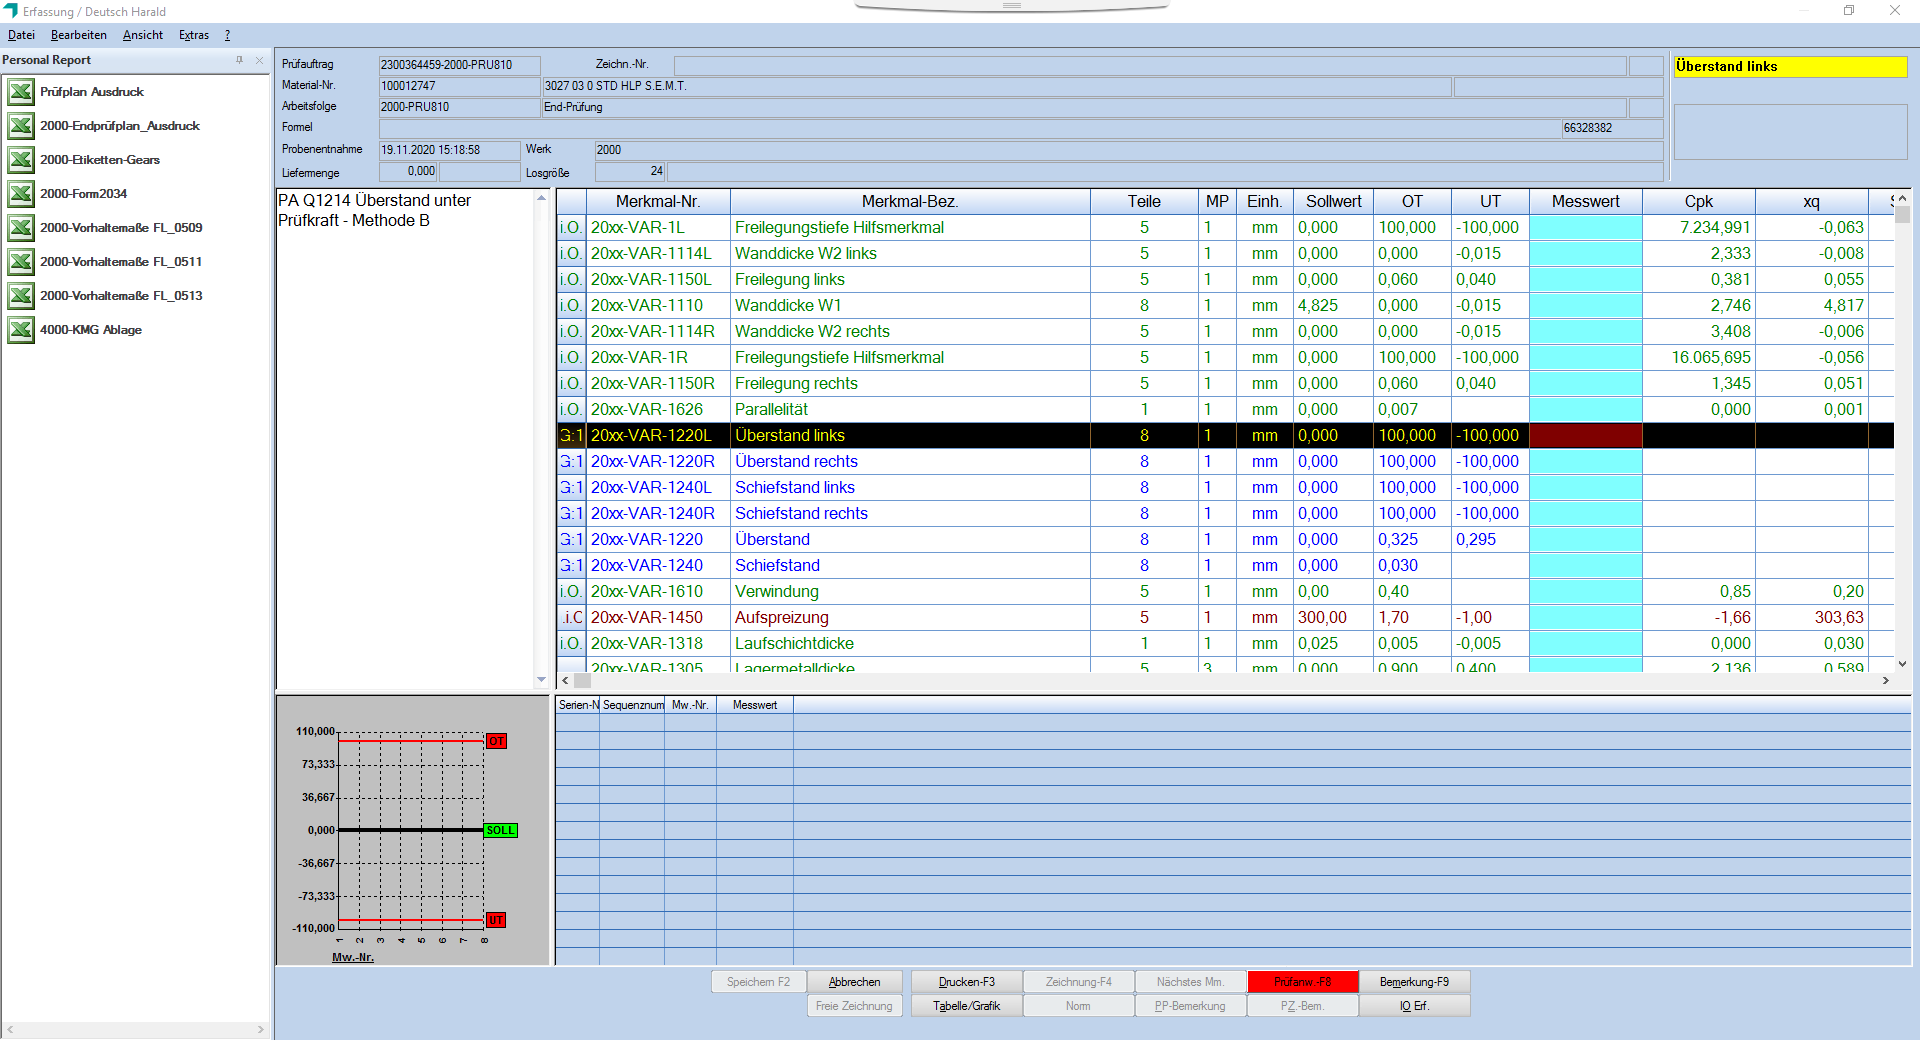 Erfassung / Deutsch Harald
Datei Bearbeiten Ansicht Extras ?
Personal Report
Prüfplan Ausdruck
2000-Endprüfplan_Ausdruck
2000-Etiketten-Gears
2000-Form2034
2000-Vorhaltemaße FL_0509
2000-Vorhaltemaße FL_0511
2000-Vorhaltemaße FL_0513
4000-KMG Ablage
Prüfauftrag 2300364459-2000-PRU810 Zeichn.-Nr.
Material-Nr. 100012747 3027 03 0 STD HLP S.E.M.T.
Arbeitsfolge 2000-PRU810 End-Prüfung
Formel 66328382
Probenentnahme 19.11.2020 15:18:58 Werk 2000
Liefermenge 0,000 Losgröße 24
Überstand links
PA Q1214 Überstand unter
Prüfkraft - Methode B
Merkmal-Nr. Merkmal-Bez. Teile MP Einh. Sollwert OT UT Messwert Cpk xq
i.O. 20xx-VAR-1L Freilegungstiefe Hilfsmerkmal 5 1 mm 0,000 100,000 -100,000 7.234,991 -0,063
i.O. 20xx-VAR-1114L Wanddicke W2 links 5 1 mm 0,000 0,000 -0,015 2,333 -0,008
i.O. 20xx-VAR-1150L Freilegung links 5 1 mm 0,000 0,060 0,040 0,381 0,055
i.O. 20xx-VAR-1110 Wanddicke W1 8 1 mm 4,825 0,000 -0,015 2,746 4,817
i.O. 20xx-VAR-1114R Wanddicke W2 rechts 5 1 mm 0,000 0,000 -0,015 3,408 -0,006
i.O. 20xx-VAR-1R Freilegungstiefe Hilfsmerkmal 5 1 mm 0,000 100,000 -100,000 16.065,695 -0,056
i.O. 20xx-VAR-1150R Freilegung rechts 5 1 mm 0,000 0,060 0,040 1,345 0,051
i.O. 20xx-VAR-1626 Parallelität 1 1 mm 0,000 0,007 0,000 0,001
G:1 20xx-VAR-1220L Überstand links 8 1 mm 0,000 100,000 -100,000
G:1 20xx-VAR-1220R Überstand rechts 8 1 mm 0,000 100,000 -100,000
G:1 20xx-VAR-1240L Schiefstand links 8 1 mm 0,000 100,000 -100,000
G:1 20xx-VAR-1240R Schiefstand rechts 8 1 mm 0,000 100,000 -100,000
G:1 20xx-VAR-1220 Überstand 8 1 mm 0,000 0,325 0,295
G:1 20xx-VAR-1240 Schiefstand 8 1 mm 0,000 0,030
i.O. 20xx-VAR-1610 Verwindung 5 1 mm 0,00 0,40 0,85 0,20
.i.C 20xx-VAR-1450 Aufspreizung 5 1 mm 300,00 1,70 -1,00 -1,66 303,63
i.O. 20xx-VAR-1318 Laufschichtdicke 1 1 mm 0,025 0,005 -0,005 0,000 0,030
20xx-VAR-1305 Lagermetalldicke 5 3 mm 0,000 0,900 0,400 2,136 0,589
110,000 OT
73,333
36,667
0,000 SOLL
-36,667
-73,333
-110,000 UT
1 2 3 4 5 6 7 8
Mw.-Nr.
Serien-N Sequenznum Mw.-Nr. Messwert
Speichern F2 Abbrechen Drucken-F3 Zeichnung-F4 Nächstes Mm. Prüfanw.-F8 Bemerkung-F9
Freie Zeichnung Tabelle/Grafik Norm PP-Bemerkung PZ.-Bem. IO Erf.